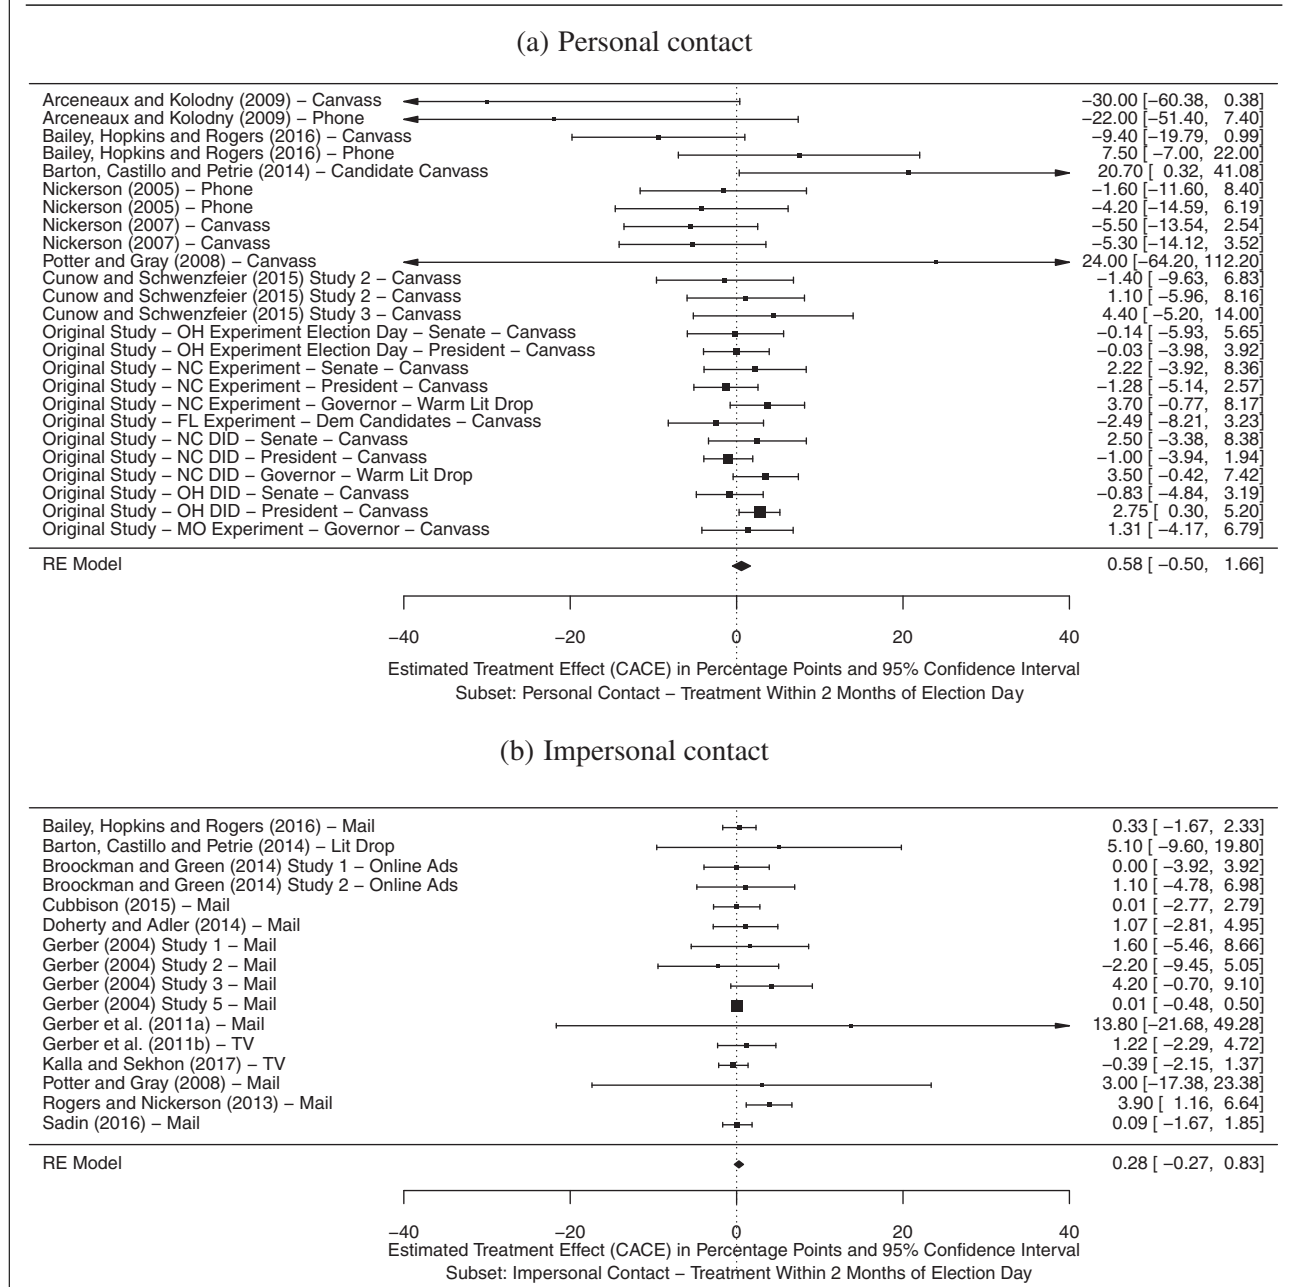 (a) Personal contact
Arceneaux and Kolodny (2009) – Canvass −30.00 [−60.38, 0.38]
Arceneaux and Kolodny (2009) – Phone −22.00 [−51.40, 7.40]
Bailey, Hopkins and Rogers (2016) – Canvass −9.40 [−19.79, 0.99]
Bailey, Hopkins and Rogers (2016) – Phone 7.50 [ −7.00, 22.00]
Barton, Castillo and Petrie (2014) – Candidate Canvass 20.70 [ 0.32, 41.08]
Nickerson (2005) – Phone −1.60 [−11.60, 8.40]
Nickerson (2005) – Phone −4.20 [−14.59, 6.19]
Nickerson (2007) – Canvass −5.50 [−13.54, 2.54]
Nickerson (2007) – Canvass −5.30 [−14.12, 3.52]
Potter and Gray (2008) – Canvass 24.00 [−64.20, 112.20]
Cunow and Schwenzfeier (2015) Study 2 – Canvass −1.40 [ −9.63, 6.83]
Cunow and Schwenzfeier (2015) Study 2 – Canvass 1.10 [ −5.96, 8.16]
Cunow and Schwenzfeier (2015) Study 3 – Canvass 4.40 [ −5.20, 14.00]
Original Study – OH Experiment Election Day – Senate – Canvass −0.14 [ −5.93, 5.65]
Original Study – OH Experiment Election Day – President – Canvass −0.03 [ −3.98, 3.92]
Original Study – NC Experiment – Senate – Canvass 2.22 [ −3.92, 8.36]
Original Study – NC Experiment – President – Canvass −1.28 [ −5.14, 2.57]
Original Study – NC Experiment – Governor – Warm Lit Drop 3.70 [ −0.77, 8.17]
Original Study – FL Experiment – Dem Candidates – Canvass −2.49 [ −8.21, 3.23]
Original Study – NC DID – Senate – Canvass 2.50 [ −3.38, 8.38]
Original Study – NC DID – President – Canvass −1.00 [ −3.94, 1.94]
Original Study – NC DID – Governor – Warm Lit Drop 3.50 [ −0.42, 7.42]
Original Study – OH DID – Senate – Canvass −0.83 [ −4.84, 3.19]
Original Study – OH DID – President – Canvass 2.75 [ 0.30, 5.20]
Original Study – MO Experiment – Governor – Canvass 1.31 [ −4.17, 6.79]
RE Model 0.58 [ −0.50, 1.66]
−40 −20 0 20 40
Estimated Treatment Effect (CACE) in Percentage Points and 95% Confidence Interval
Subset: Personal Contact – Treatment Within 2 Months of Election Day
(b) Impersonal contact
Bailey, Hopkins and Rogers (2016) – Mail 0.33 [ −1.67, 2.33]
Barton, Castillo and Petrie (2014) – Lit Drop 5.10 [ −9.60, 19.80]
Broockman and Green (2014) Study 1 – Online Ads 0.00 [ −3.92, 3.92]
Broockman and Green (2014) Study 2 – Online Ads 1.10 [ −4.78, 6.98]
Cubbison (2015) – Mail 0.01 [ −2.77, 2.79]
Doherty and Adler (2014) – Mail 1.07 [ −2.81, 4.95]
Gerber (2004) Study 1 – Mail 1.60 [ −5.46, 8.66]
Gerber (2004) Study 2 – Mail −2.20 [ −9.45, 5.05]
Gerber (2004) Study 3 – Mail 4.20 [ −0.70, 9.10]
Gerber (2004) Study 5 – Mail 0.01 [ −0.48, 0.50]
Gerber et al. (2011a) – Mail 13.80 [−21.68, 49.28]
Gerber et al. (2011b) – TV 1.22 [ −2.29, 4.72]
Kalla and Sekhon (2017) – TV −0.39 [ −2.15, 1.37]
Potter and Gray (2008) – Mail 3.00 [−17.38, 23.38]
Rogers and Nickerson (2013) – Mail 3.90 [ 1.16, 6.64]
Sadin (2016) – Mail 0.09 [ −1.67, 1.85]
RE Model 0.28 [ −0.27, 0.83]
−40 −20 0 20 40
Estimated Treatment Effect (CACE) in Percentage Points and 95% Confidence Interval
Subset: Impersonal Contact – Treatment Within 2 Months of Election Day